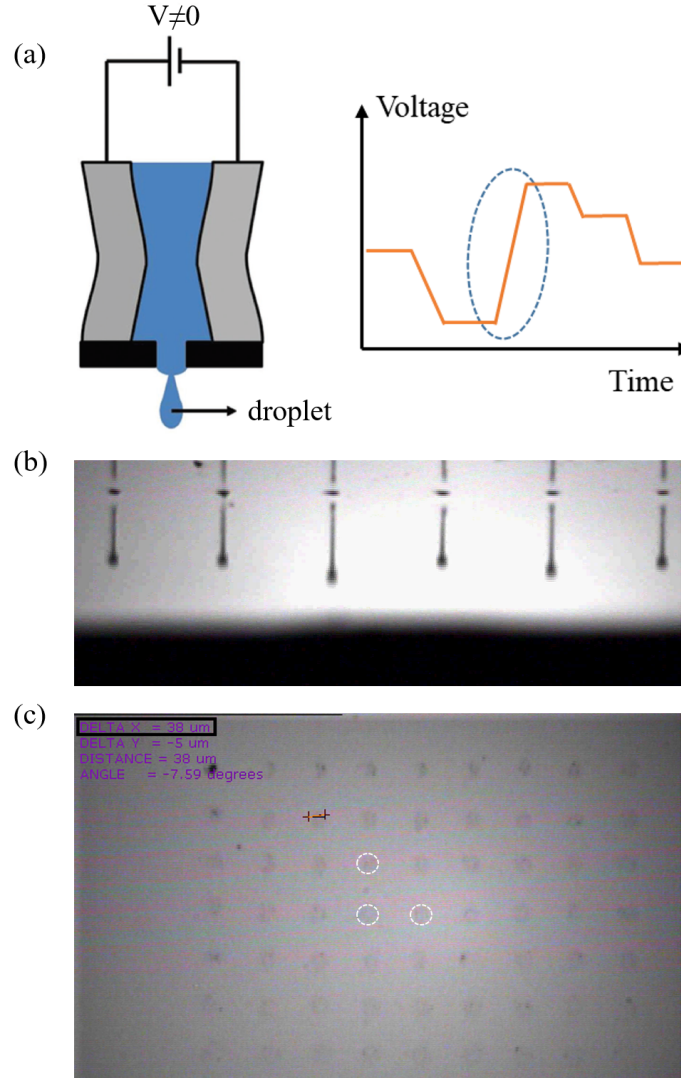 V≠0
(a)
Voltage
Time
droplet
(b)
(c)
DELTA X = 38 um
DELTA Y = -5 um
DISTANCE = 38 um
ANGLE = -7.59 degrees